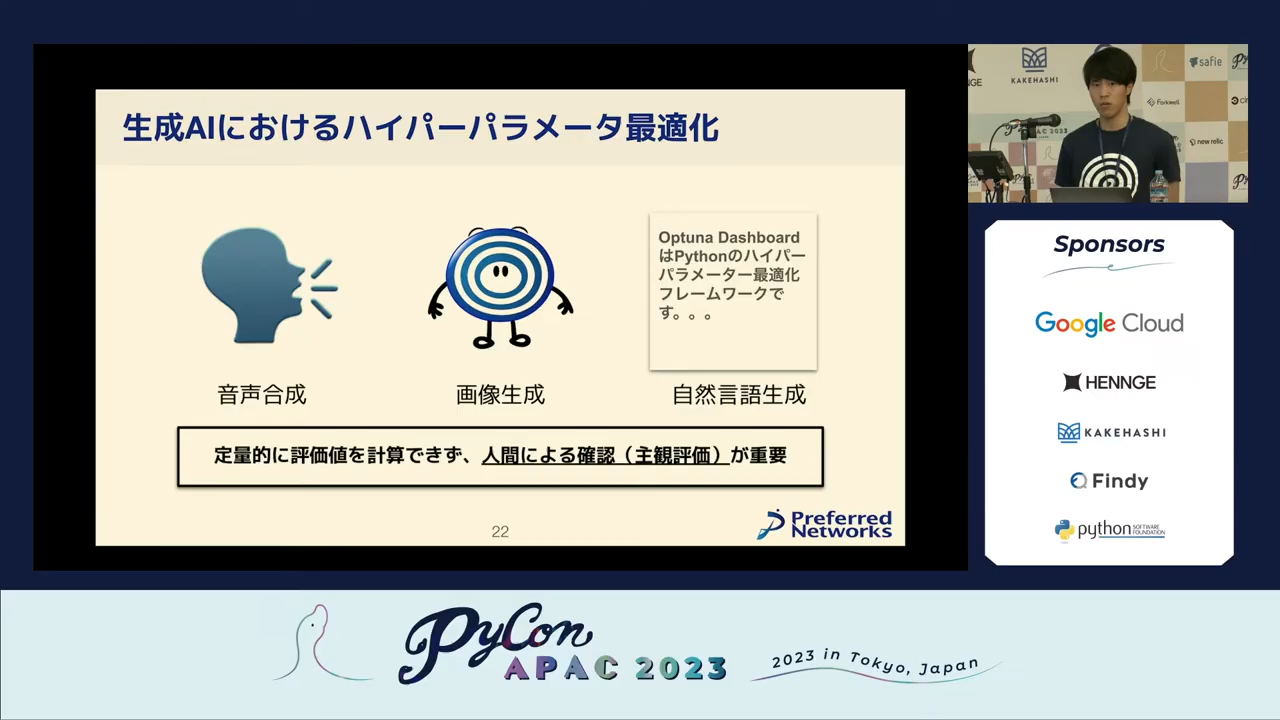 生成AIにおけるハイパーパラメータ最適化
Optuna Dashboard
はPythonのハイパー
パラメーター最適化
フレームワークで
す。。。
音声合成
画像生成
自然言語生成
定量的に評価値を計算できず、人間による確認（主観評価）が重要
22
Preferred
Networks
KAKEHASHI
safie
Forkwell
APAC 2023
new relic
Sponsors
Google Cloud
HENNGE
KAKEHASHI
Findy
python SOFTWARE FOUNDATION
PyCon
APAC 2023
2023 in Tokyo, Japan